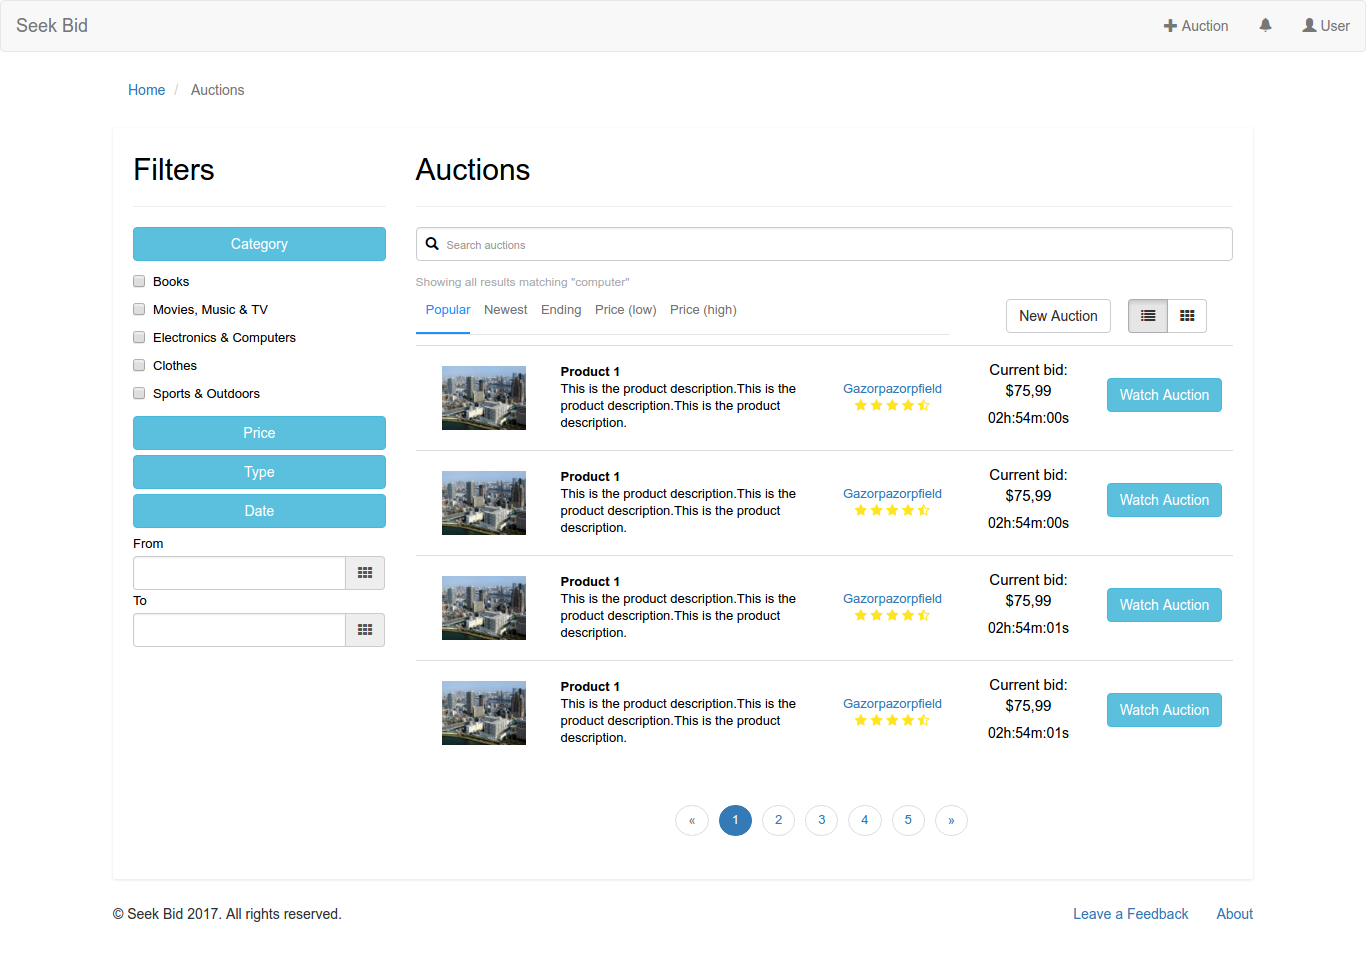 Seek Bid
Auction
User
Home / Auctions
Filters
Category
Books
Movies, Music & TV
Electronics & Computers
Clothes
Sports & Outdoors
Price
Type
Date
From
To
Auctions
Search auctions
Showing all results matching "computer"
Popular Newest Ending Price (low) Price (high)
New Auction
Product 1
This is the product description.This is the
product description.This is the product
description.
Gazorpazorpfield
Current bid:
$75,99
02h:54m:00s
Watch Auction
Product 1
This is the product description.This is the
product description.This is the product
description.
Gazorpazorpfield
Current bid:
$75,99
02h:54m:00s
Watch Auction
Product 1
This is the product description.This is the
product description.This is the product
description.
Gazorpazorpfield
Current bid:
$75,99
02h:54m:01s
Watch Auction
Product 1
This is the product description.This is the
product description.This is the product
description.
Gazorpazorpfield
Current bid:
$75,99
02h:54m:01s
Watch Auction
« 1 2 3 4 5 »
© Seek Bid 2017. All rights reserved.
Leave a Feedback About